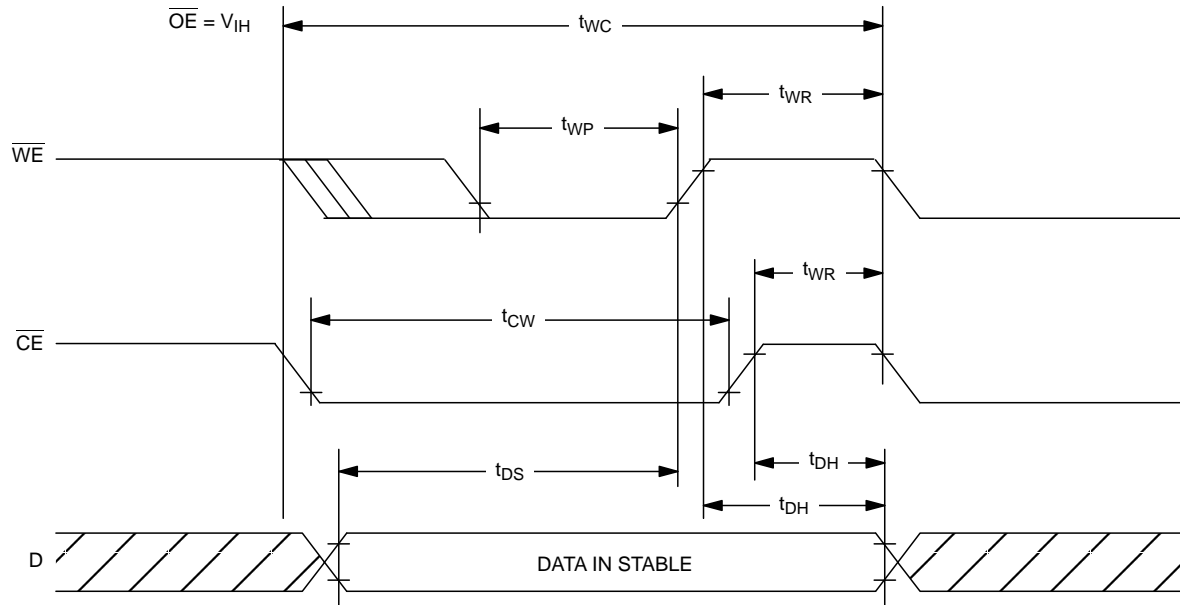 OE = VIH
tWC
tWR
tWP
WE
tWR
tCW
CE
tDH
tDS
tDH
D
DATA IN STABLE